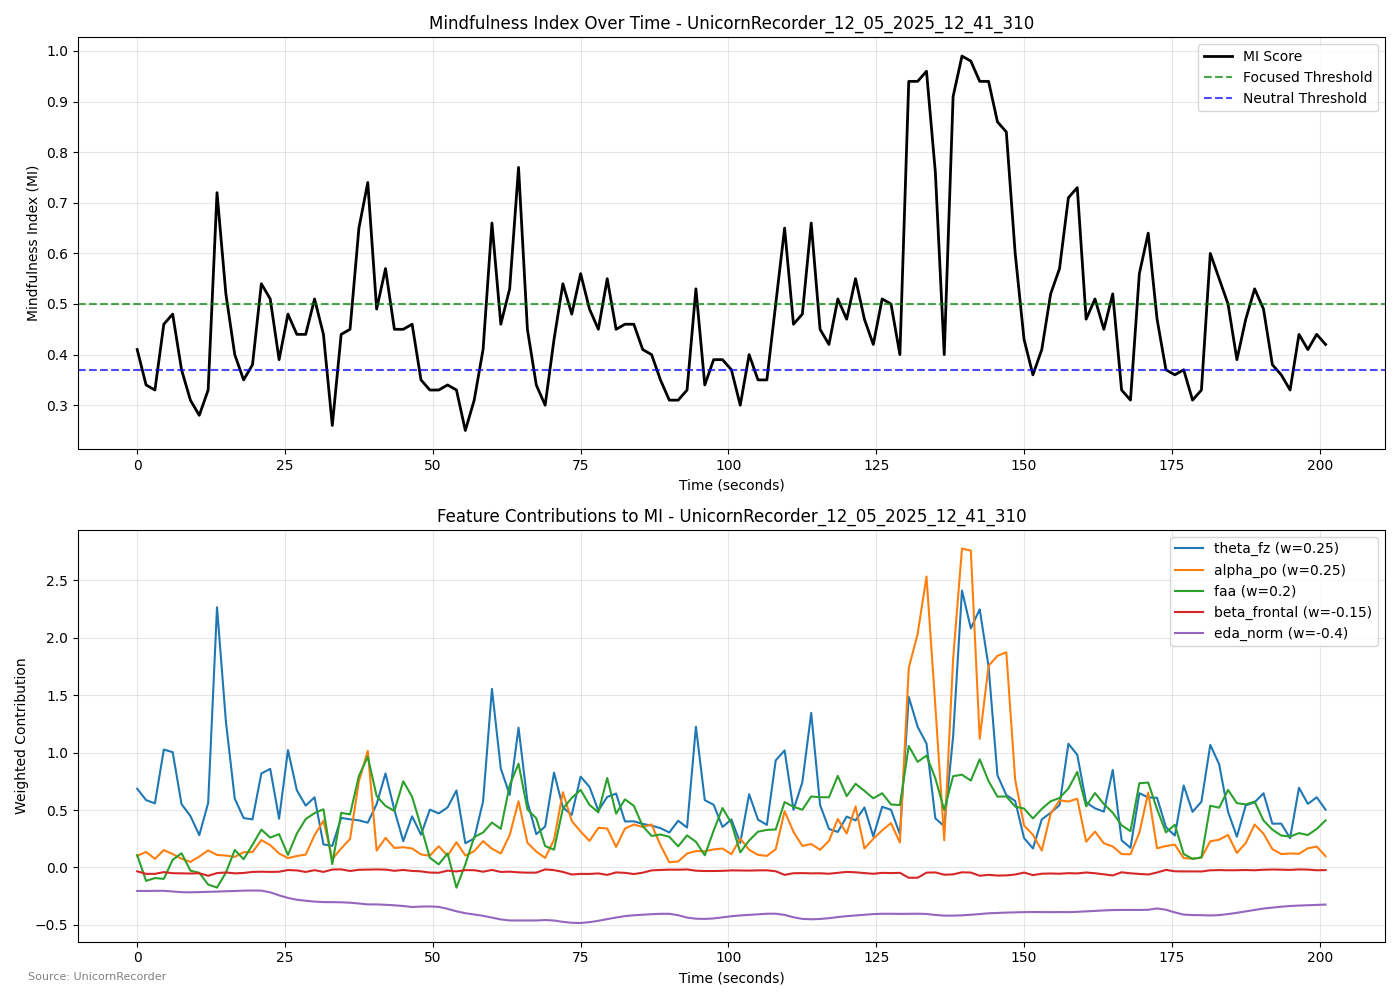 Mindfulness Index Over Time - UnicornRecorder_12_05_2025_12_41_310
Mindfulness Index (MI)
1.0
0.9
0.8
0.7
0.6
0.5
0.4
0.3
MI Score
Focused Threshold
Neutral Threshold
0 25 50 75 100 125 150 175 200
Time (seconds)
Feature Contributions to MI - UnicornRecorder_12_05_2025_12_41_310
Weighted Contribution
2.5
2.0
1.5
1.0
0.5
0.0
−0.5
theta_fz (w=0.25)
alpha_po (w=0.25)
faa (w=0.2)
beta_frontal (w=-0.15)
eda_norm (w=-0.4)
0 25 50 75 100 125 150 175 200
Time (seconds)
Source: UnicornRecorder